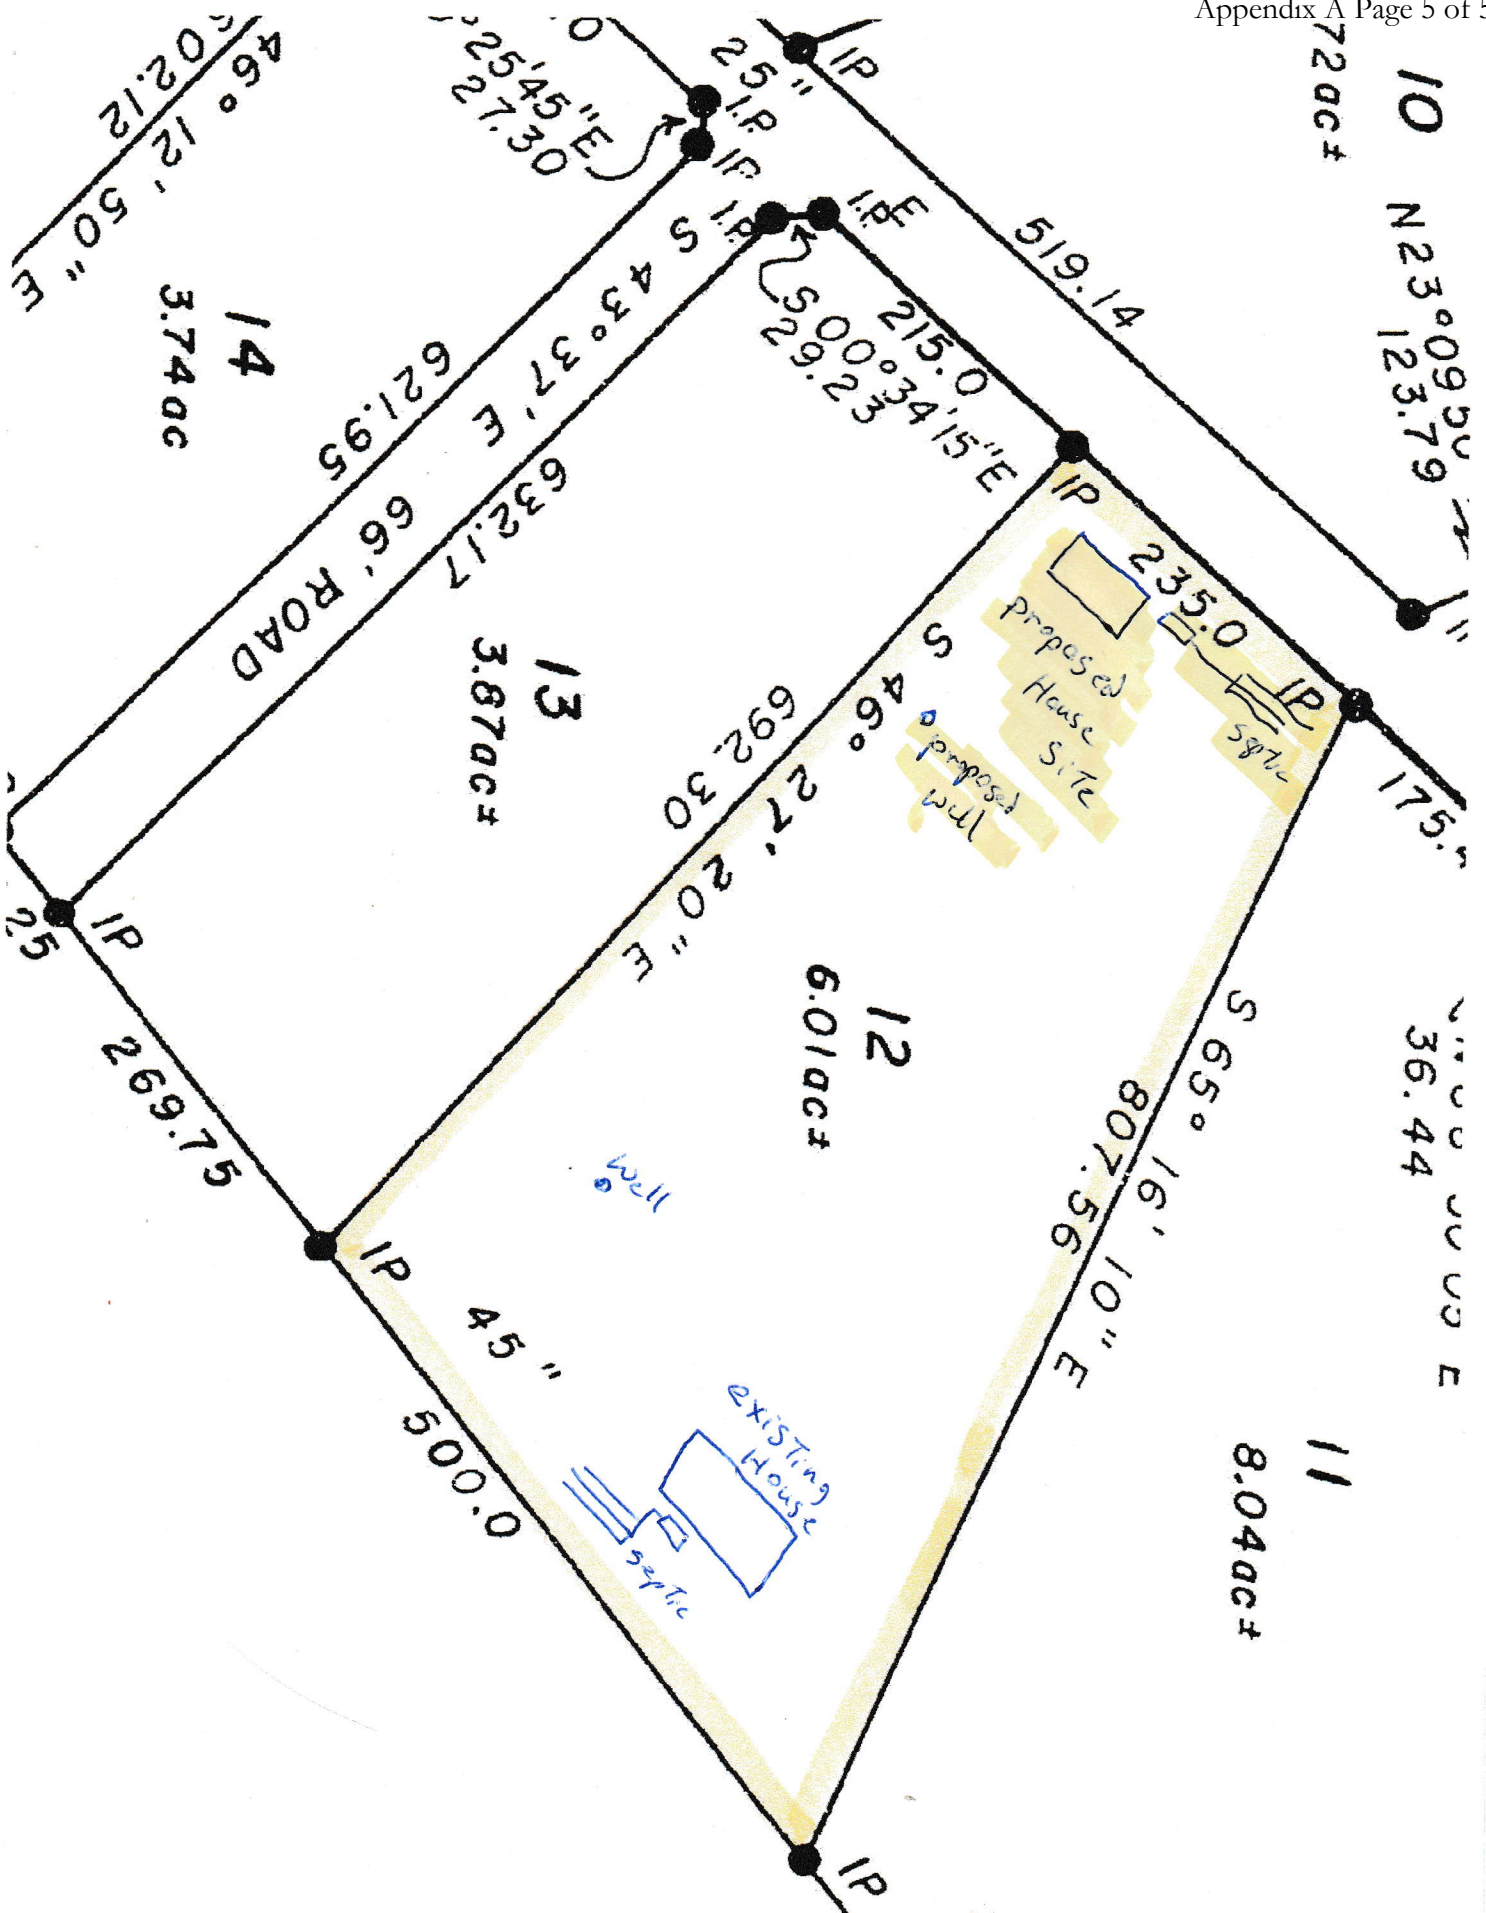 Appendix A Page 5 of 5
10
72ac±
N23°09'50
123.79
IP
25"
519.14
I.P.
IP.
25'45"E
27.30
46° 12' 50" E
602.12
14
3.74ac
I.P.
I.P.
E
S 00°34'15"E
29.23
215.0
S 43°37' E
621.95
632.17
66' ROAD
13
3.87ac±
IP
IP
235.0
175.
proposed
House
SiTe
septic
proposed
well
S 46° 27' 20" E
692.30
12
6.01ac±
S 65° 16' 10" E
807.56
36.44
E
11
8.04ac±
25
IP
269.75
well
IP
45"
500.0
existing
House
septic
IP